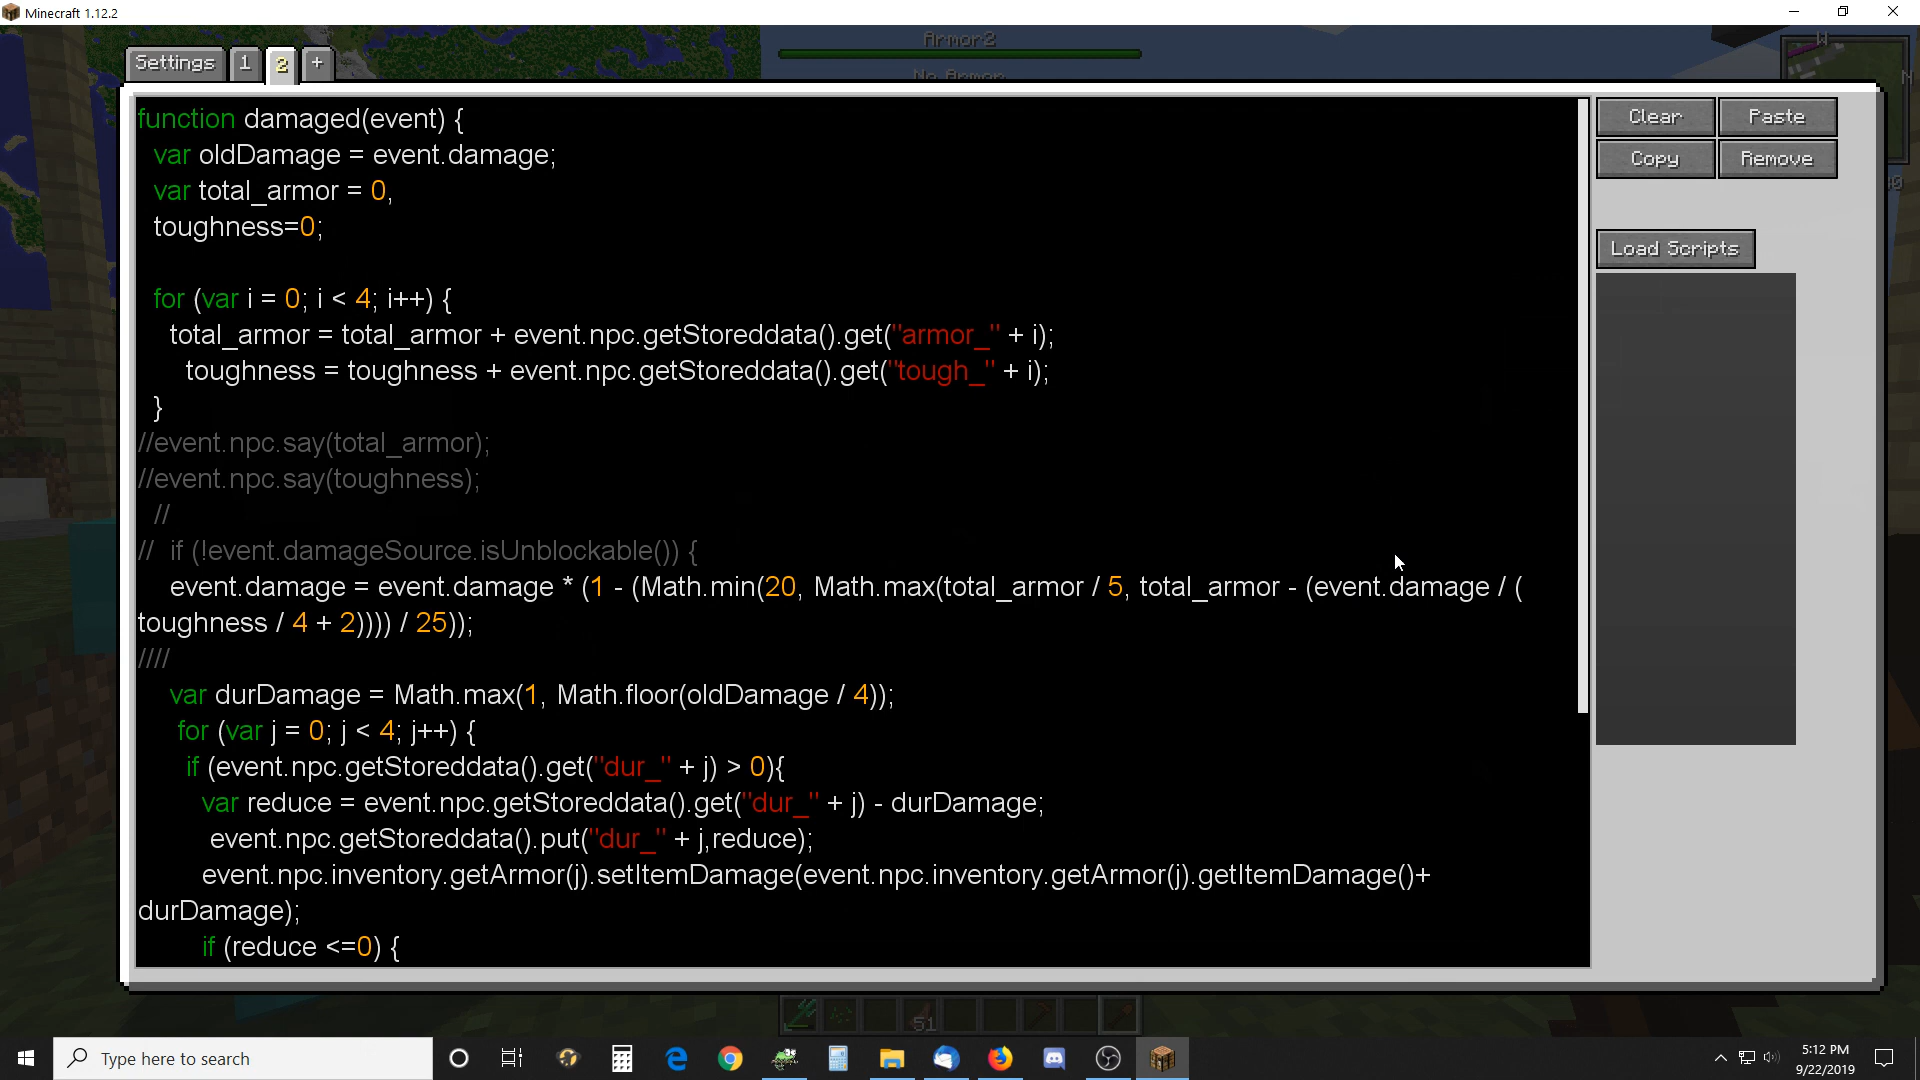 Minecraft 1.12.2
Armor2
No Armor
Settings
1
2
+
W
N
function damaged(event) {
var oldDamage = event.damage;
var total_armor = 0,
toughness=0;
for (var i = 0; i < 4; i++) {
total_armor = total_armor + event.npc.getStoreddata().get("armor_" + i);
toughness = toughness + event.npc.getStoreddata().get("tough_" + i);
}
//event.npc.say(total_armor);
//event.npc.say(toughness);
//
// if (!event.damageSource.isUnblockable()) {
event.damage = event.damage * (1 - (Math.min(20, Math.max(total_armor / 5, total_armor - (event.damage / (
toughness / 4 + 2)))) / 25));
////
var durDamage = Math.max(1, Math.floor(oldDamage / 4));
for (var j = 0; j < 4; j++) {
if (event.npc.getStoreddata().get("dur_" + j) > 0){
var reduce = event.npc.getStoreddata().get("dur_" + j) - durDamage;
event.npc.getStoreddata().put("dur_" + j,reduce);
event.npc.inventory.getArmor(j).setItemDamage(event.npc.inventory.getArmor(j).getItemDamage()+
durDamage);
if (reduce <=0) {
Clear
Paste
Copy
Remove
Load Scripts
51
Type here to search
5:12 PM
9/22/2019